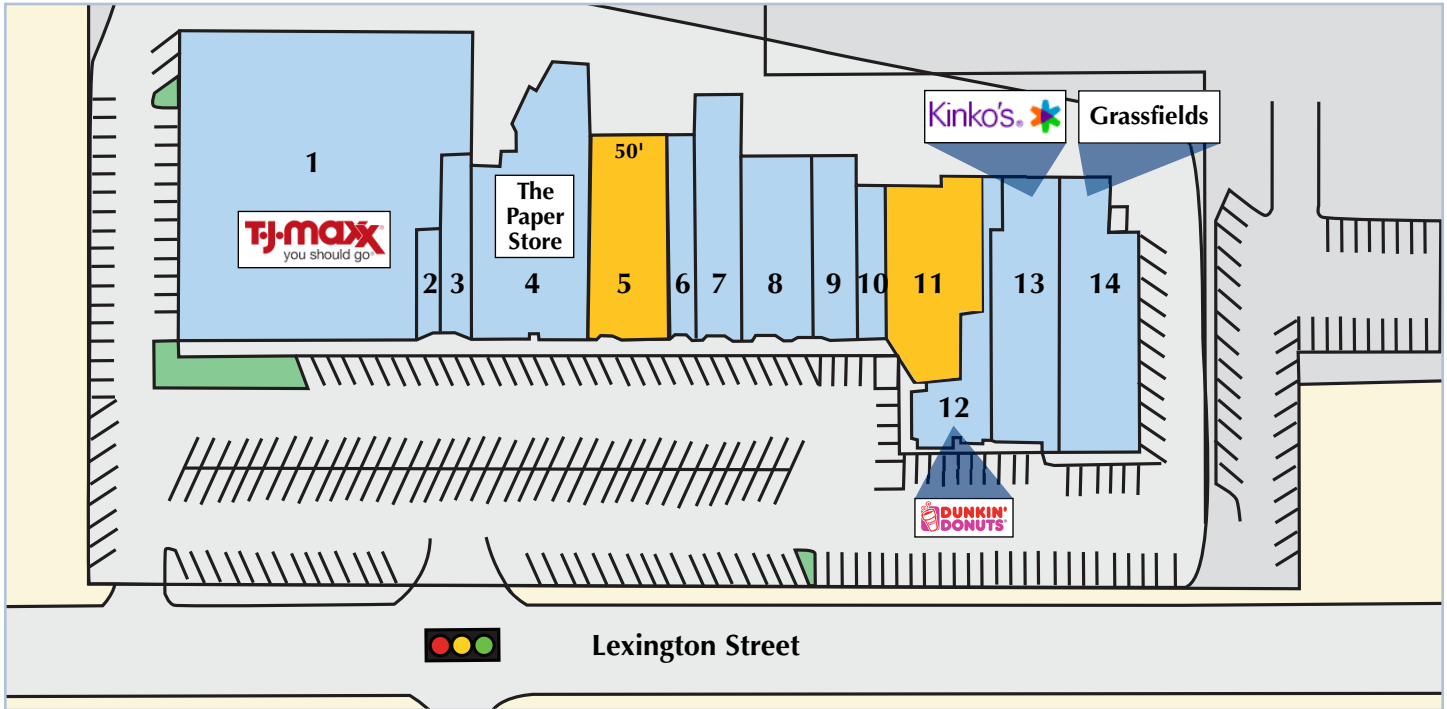 Kinko's®
Grassfields
50'
1
The
Paper
Store
T·J·maxx®
you should go®
2
3
4
5
6
7
8
9
10
11
13
14
12
DUNKIN'
DONUTS®
Lexington Street